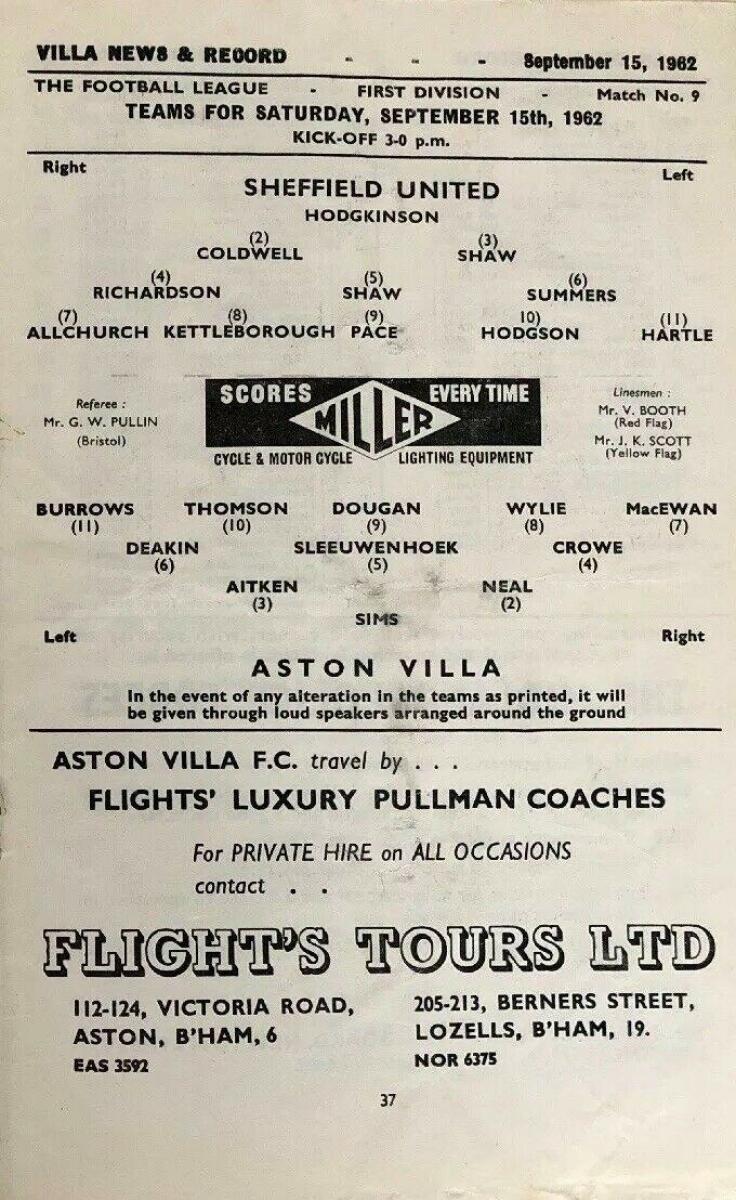 VILLA NEWS & RECORD - - - September 15, 1962
THE FOOTBALL LEAGUE - FIRST DIVISION - Match No. 9
TEAMS FOR SATURDAY, SEPTEMBER 15th, 1962
KICK-OFF 3-0 p.m.
Right Left
SHEFFIELD UNITED
HODGKINSON
(2) (3)
COLDWELL SHAW
(4) (5) (6)
RICHARDSON SHAW SUMMERS
(7) (8) (9) 10) (11)
ALLCHURCH KETTLEBOROUGH PACE HODGSON HARTLE
Referee :
Mr. G. W. PULLIN
(Bristol)
SCORES EVERY TIME
MILLER
CYCLE & MOTOR CYCLE LIGHTING EQUIPMENT
Linesmen :
Mr. V. BOOTH
(Red Flag)
Mr. J. K. SCOTT
(Yellow Flag)
BURROWS THOMSON DOUGAN WYLIE MacEWAN
(11) (10) (9) (8) (7)
DEAKIN SLEEUWENHOEK CROWE
(6) (5) (4)
AITKEN NEAL
(3) (2)
SIMS
Left Right
ASTON VILLA
In the event of any alteration in the teams as printed, it will
be given through loud speakers arranged around the ground
ASTON VILLA F.C. travel by . . .
FLIGHTS' LUXURY PULLMAN COACHES
For PRIVATE HIRE on ALL OCCASIONS
contact . .
FLIGHT'S TOURS LTD
112-124, VICTORIA ROAD,
ASTON, B'HAM, 6
EAS 3592
205-213, BERNERS STREET,
LOZELLS, B'HAM, 19.
NOR 6375
37